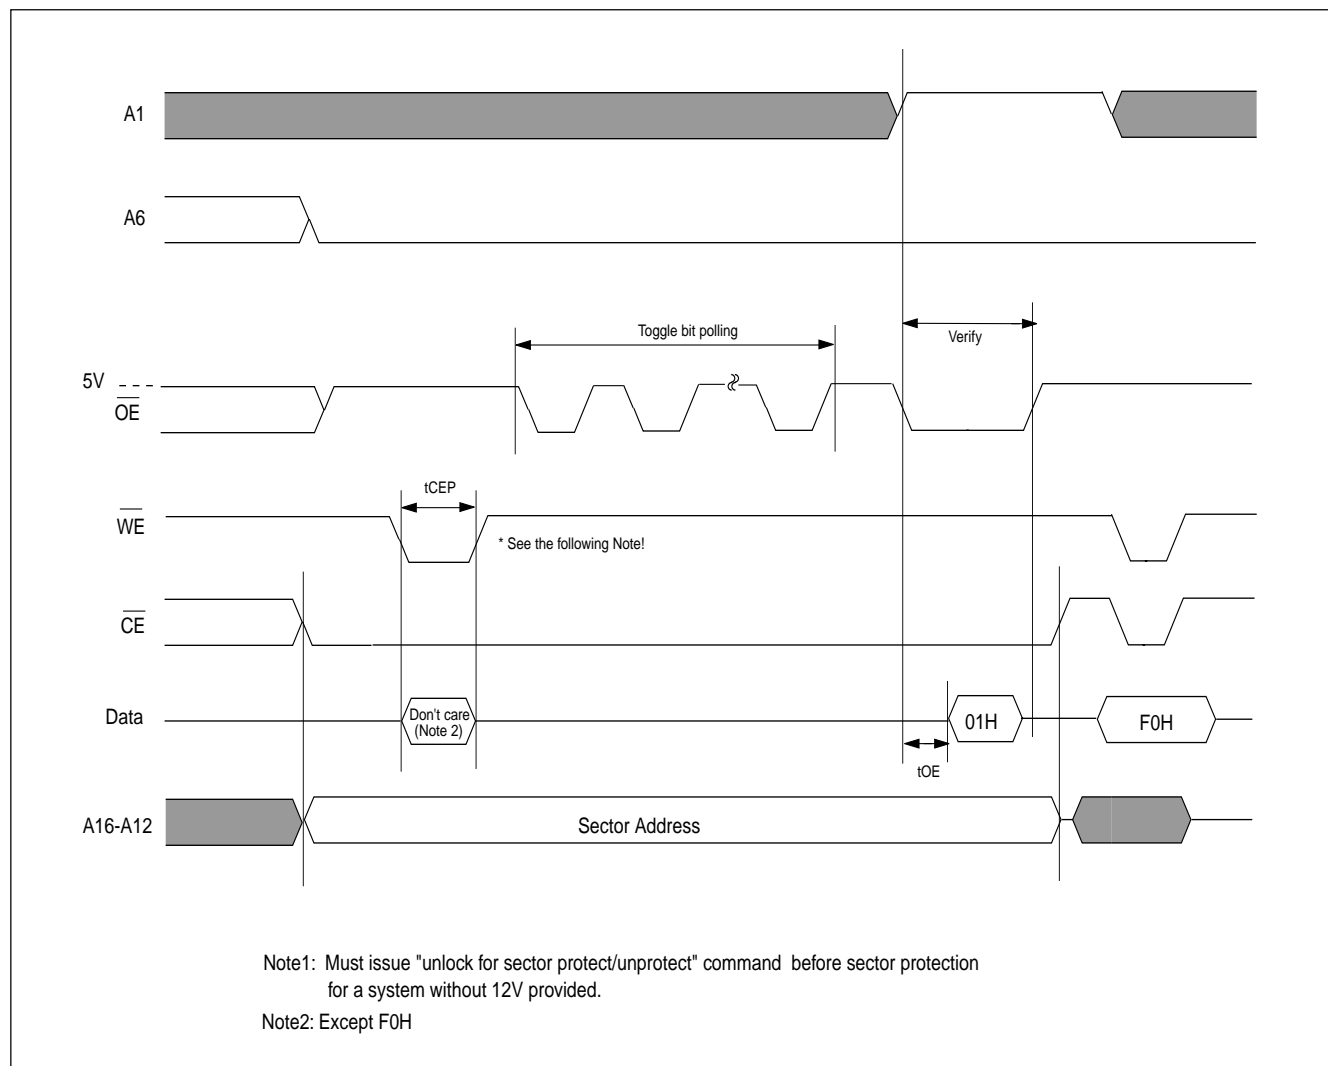 A1
A6
Toggle bit polling
Verify
5V
OE
tCEP
WE
* See the following Note!
CE
Data
Don't care
(Note 2)
01H
F0H
tOE
A16-A12
Sector Address
Note1: Must issue "unlock for sector protect/unprotect" command before sector protection
for a system without 12V provided.
Note2: Except F0H